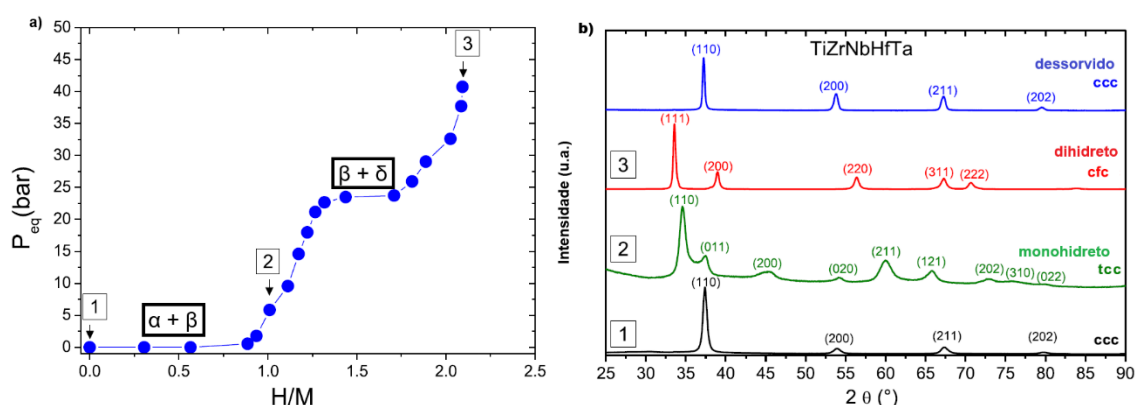 a)
50
45
40
35
30
25
20
15
10
5
0
P_eq(bar)
1
α + β
2
β + δ
3
0.0 0.5 1.0 1.5 2.0 2.5
H/M
b)
TiZrNbHfTa
Intensidade (u.a.)
(110) (200) (211) (202)
dessorvido
ccc
3
(111) (200) (220) (311) (222)
dihidreto
cfc
2
(110) (011) (200) (020) (211) (121) (202) (310) (022)
monohidreto
tcc
1
(110) (200) (211) (202)
ccc
25 30 35 40 45 50 55 60 65 70 75 80 85 90
2 θ (°)